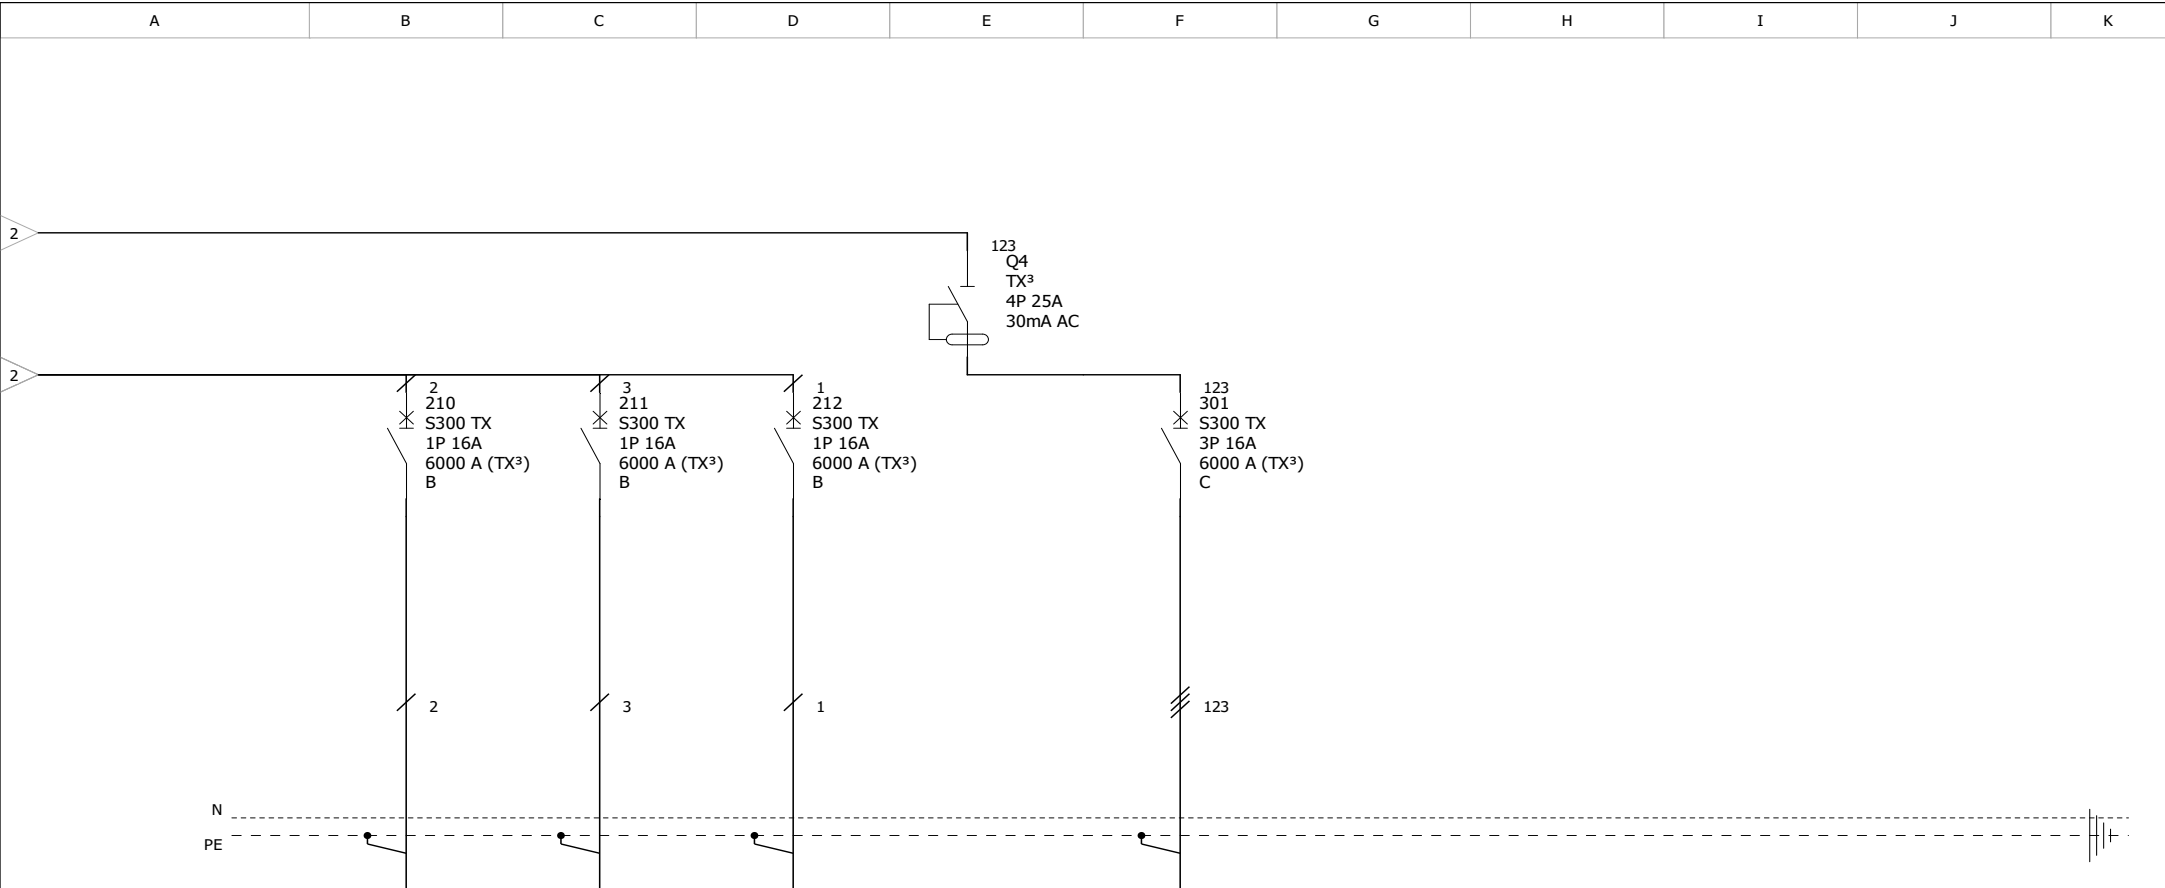 A B C D E F G H I J K
2
123
Q4
TX³
4P 25A
30mA AC
2
2 3 1 123
210 211 212 301
S300 TX S300 TX S300 TX S300 TX
1P 16A 1P 16A 1P 16A 3P 16A
6000 A (TX³) 6000 A (TX³) 6000 A (TX³) 6000 A (TX³)
B B B C
2 3 1 123
N
PE